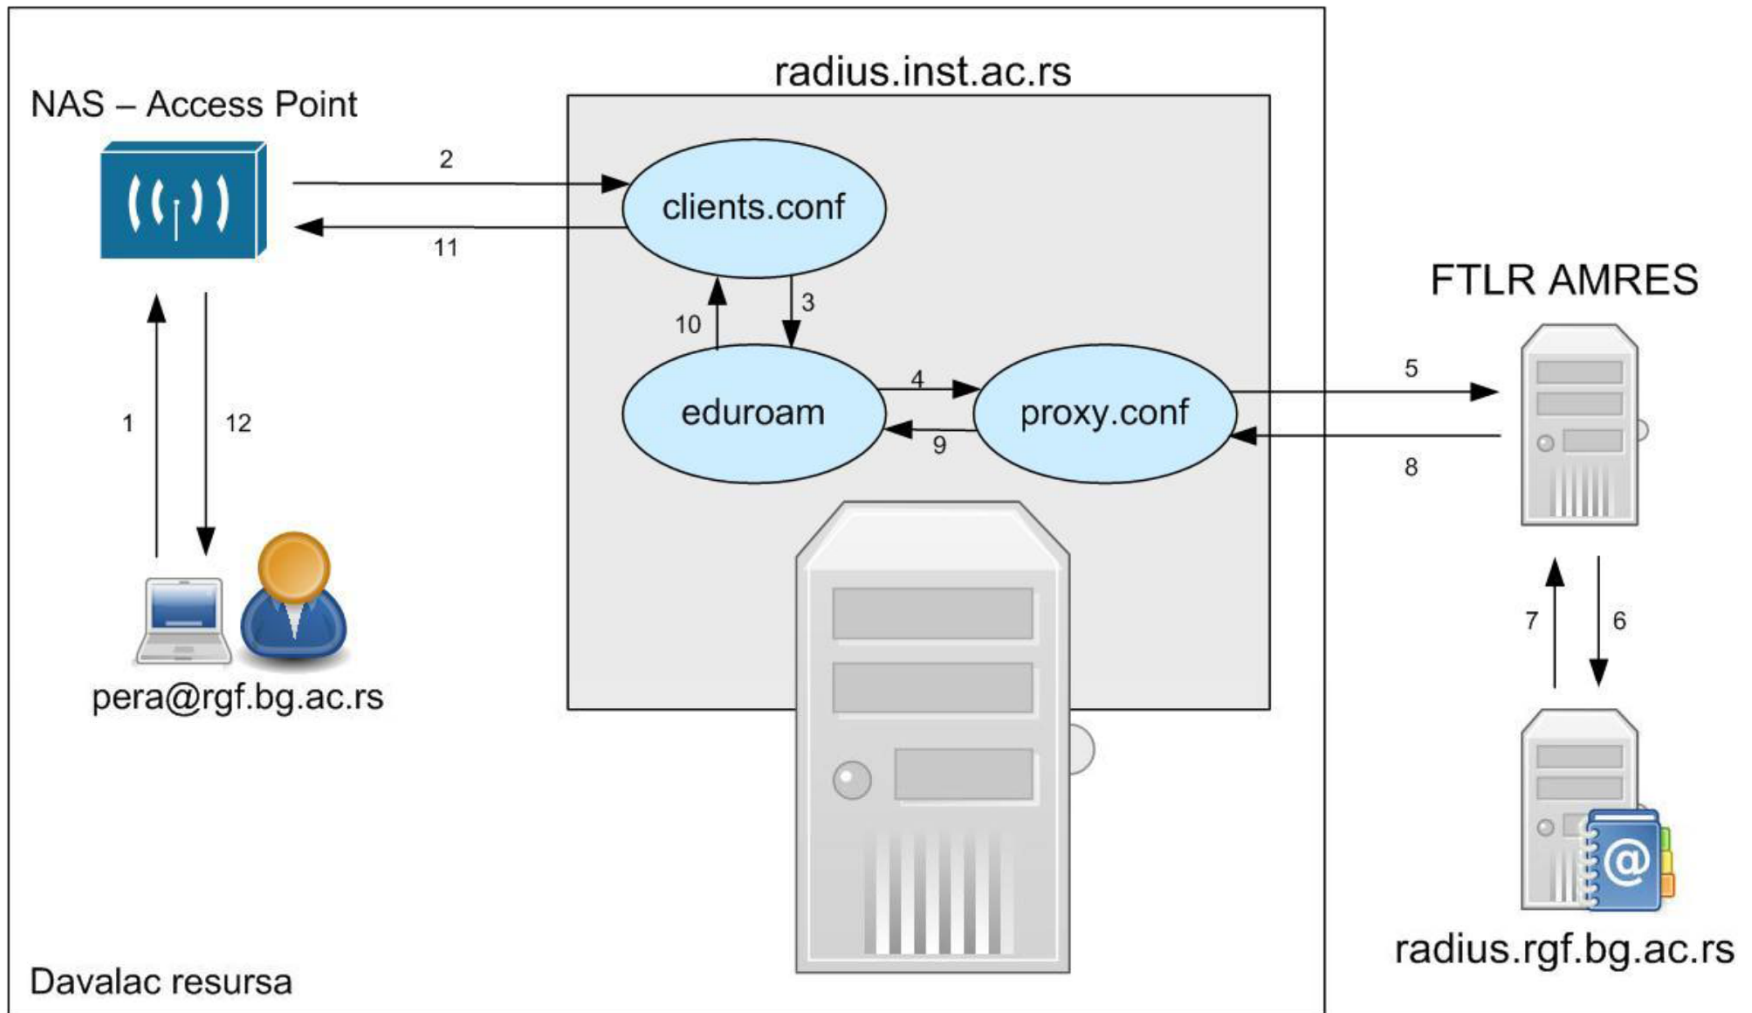 radius.inst.ac.rs
NAS – Access Point
2
clients.conf
11
FTLR AMRES
3
10
5
4
eduroam
proxy.conf
1
12
9
8
7
6
pera@rgf.bg.ac.rs
@
radius.rgf.bg.ac.rs
Davalac resursa